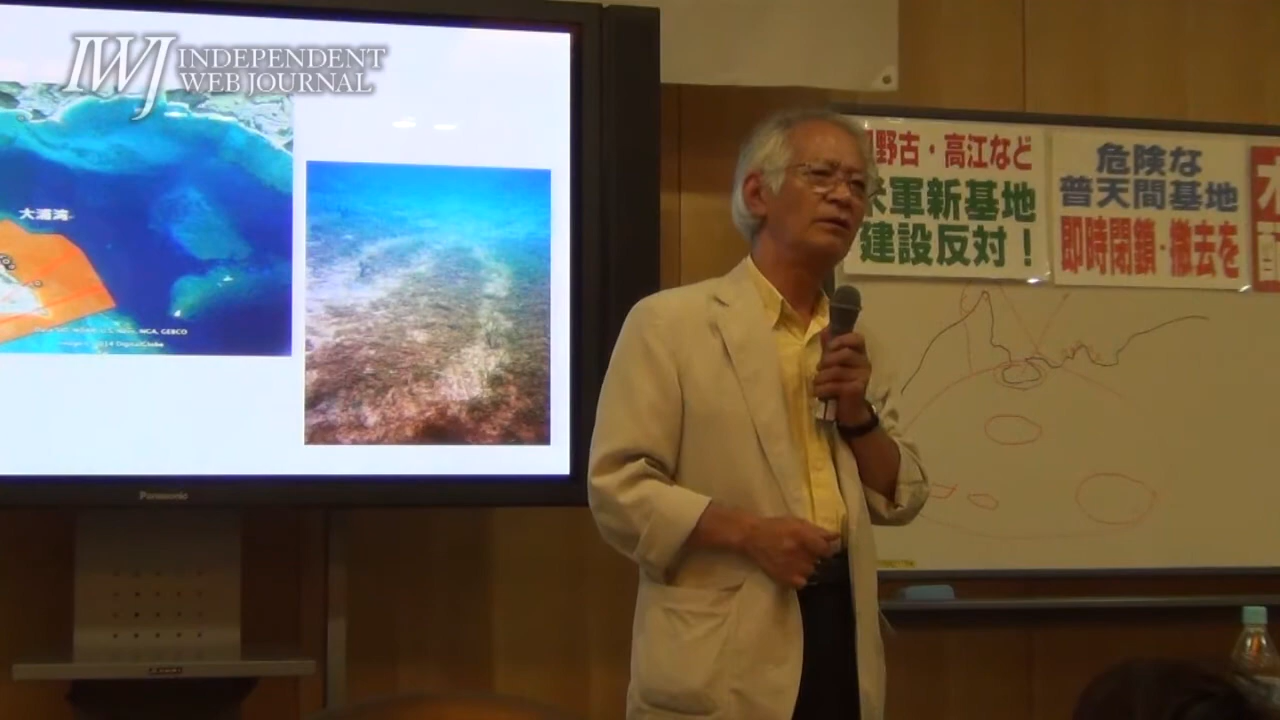 IWJ INDEPENDENT
WEB JOURNAL
大浦湾
Panasonic
野古・高江など
米軍新基地
建設反対！
危険な
普天間基地
即時閉鎖・撤去を